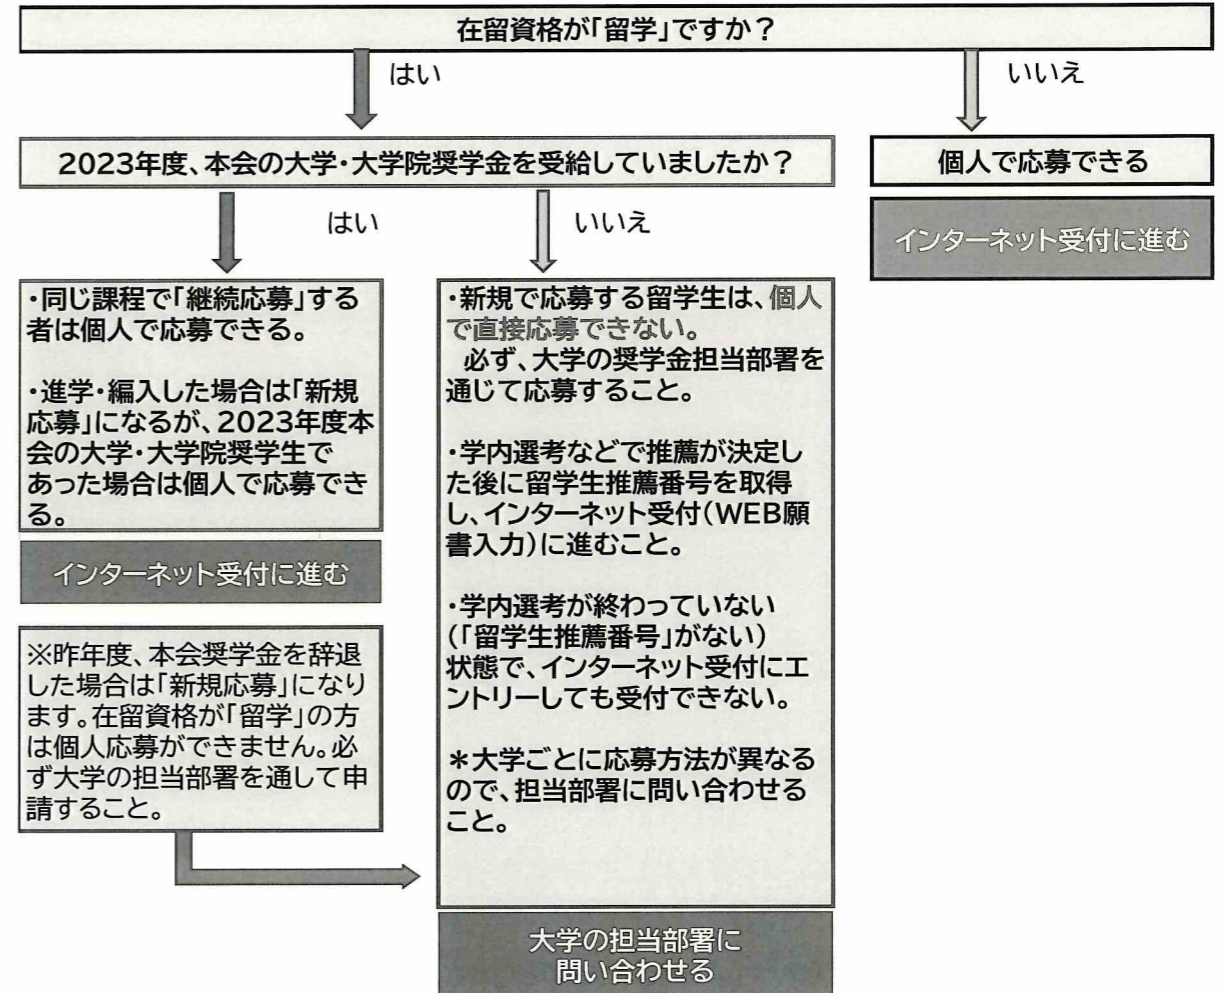 在留資格が「留学」ですか？
はい
いいえ
2023年度、本会の大学・大学院奨学金を受給していましたか？
個人で応募できる
インターネット受付に進む
はい
いいえ
・同じ課程で「継続応募」する
者は個人で応募できる。
・進学・編入した場合は「新規
応募」になるが、2023年度本
会の大学・大学院奨学生で
あった場合は個人で応募でき
る。
インターネット受付に進む
※昨年度、本会奨学金を辞退
した場合は「新規応募」になり
ます。在留資格が「留学」の方
は個人応募ができません。必
ず大学の担当部署を通して申
請すること。
・新規で応募する留学生は、個人
で直接応募できない。
必ず、大学の奨学金担当部署を
通じて応募すること。
・学内選考などで推薦が決定し
た後に留学生推薦番号を取得
し、インターネット受付(WEB願
書入力)に進むこと。
・学内選考が終わっていない
(「留学生推薦番号」がない)
状態で、インターネット受付にエ
ントリーしても受付できない。
＊大学ごとに応募方法が異なる
ので、担当部署に問い合わせる
こと。
大学の担当部署に
問い合わせる